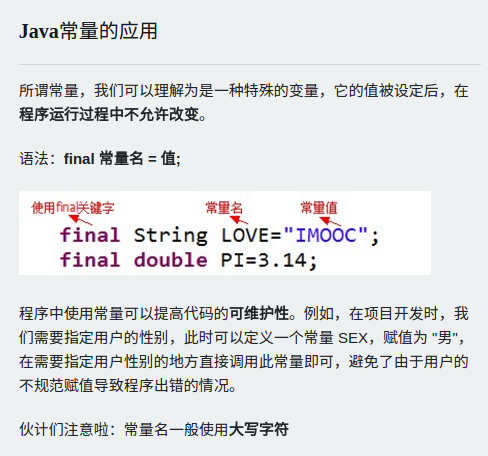 Java常量的应用
所谓常量，我们可以理解为是一种特殊的变量，它的值被设定后，在
程序运行过程中不允许改变。
语法：final 常量名 = 值;
使用final关键字 常量名 常量值
final String LOVE="IMOOC";
final double PI=3.14;
程序中使用常量可以提高代码的可维护性。例如，在项目开发时，我
们需要指定用户的性别，此时可以定义一个常量 SEX，赋值为 "男"，
在需要指定用户性别的地方直接调用此常量即可，避免了由于用户的
不规范赋值导致程序出错的情况。
伙计们注意啦：常量名一般使用大写字符